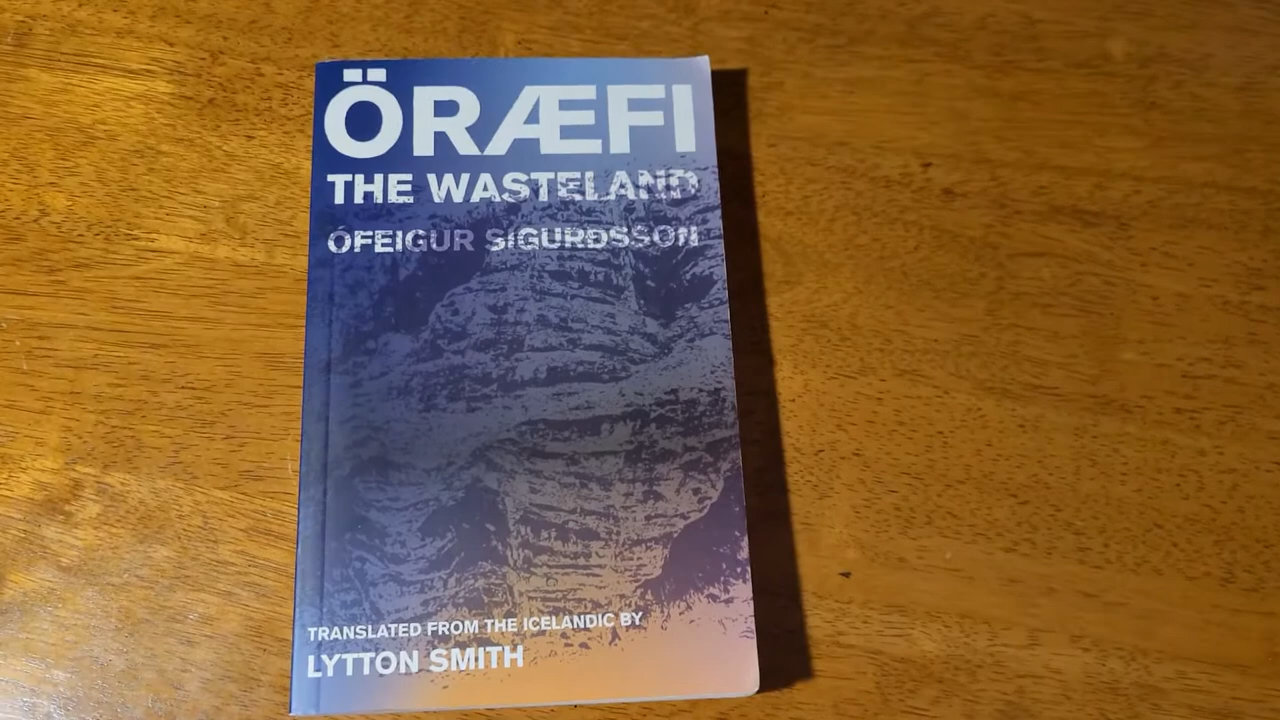 ÖRÆFI
THE WASTELAND
ÓFEIGUR SIGURÐSSON
TRANSLATED FROM THE ICELANDIC BY
LYTTON SMITH